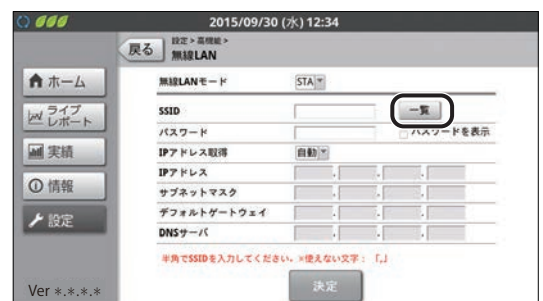 2015/09/30 (水) 12:34
戻る
設定 > 高機能 >
無線LAN
ホーム
ライブ
レポート
実績
情報
設定
Ver *.*.*.*
無線LANモード STA
SSID 一覧
パスワード パスワードを表示
IPアドレス取得 自動
IPアドレス . . .
サブネットマスク . . .
デフォルトゲートウェイ . . .
DNSサーバ . . .
半角でSSIDを入力してください。×使えない文字： 「,」
決定